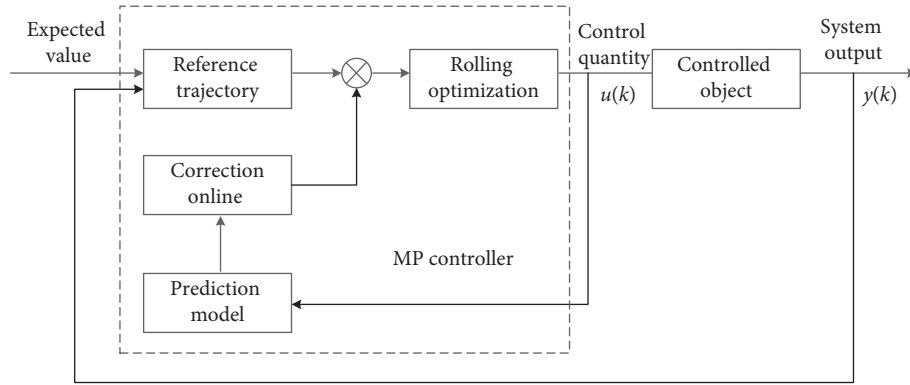 Expected
value
Reference
trajectory
Rolling
optimization
Control
quantity
u(k)
Controlled
object
System
output
y(k)
Correction
online
MP controller
Prediction
model